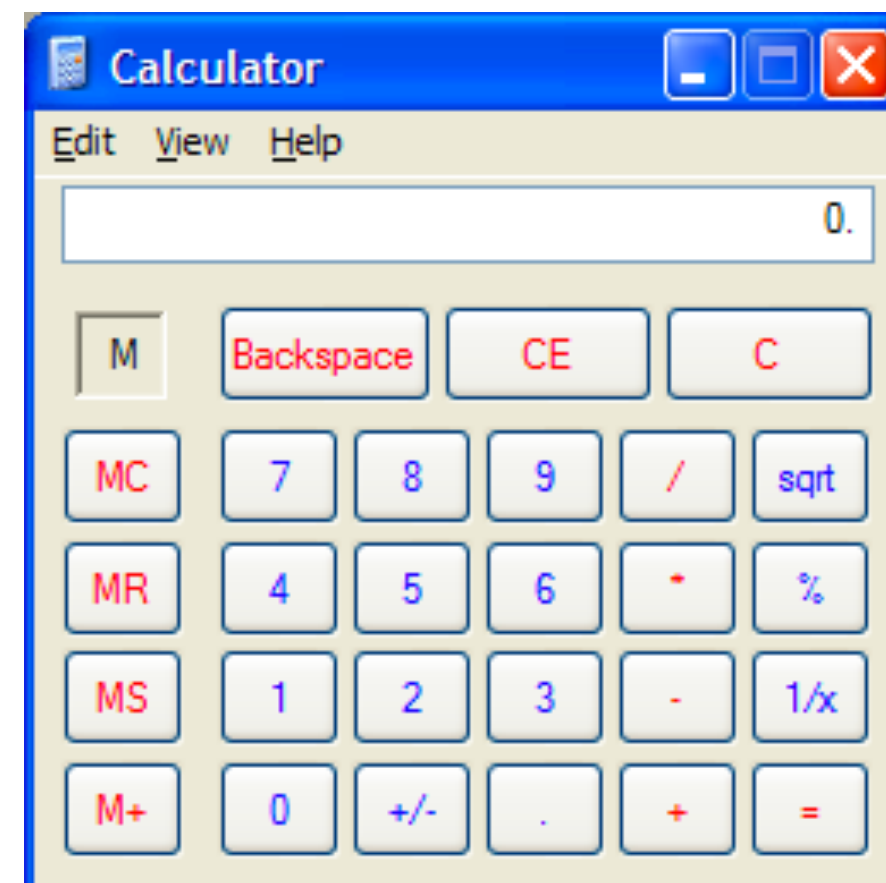 Calculator
Edit View Help
0.
M Backspace CE C
MC 7 8 9 / sqrt
MR 4 5 6 * %
MS 1 2 3 - 1/x
M+ 0 +/- . + =